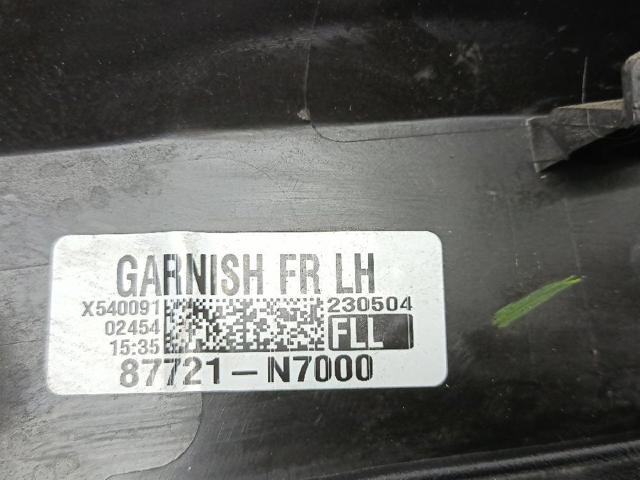 GARNISH FR LH
X540091 230504
02454
15:35 FLL
87721-N7000